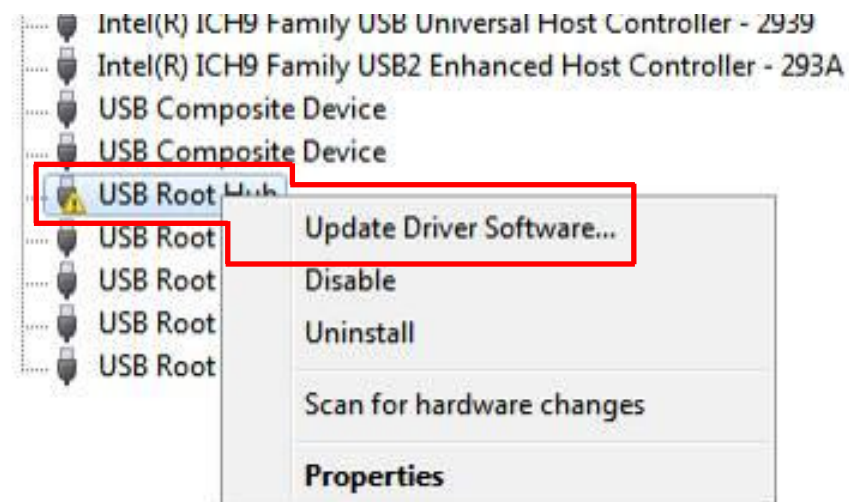 Intel(R) ICH9 Family USB Universal Host Controller - 2939
Intel(R) ICH9 Family USB2 Enhanced Host Controller - 293A
USB Composite Device
USB Composite Device
USB Root Hub
USB Root
USB Root
USB Root
USB Root
Update Driver Software...
Disable
Uninstall
Scan for hardware changes
Properties